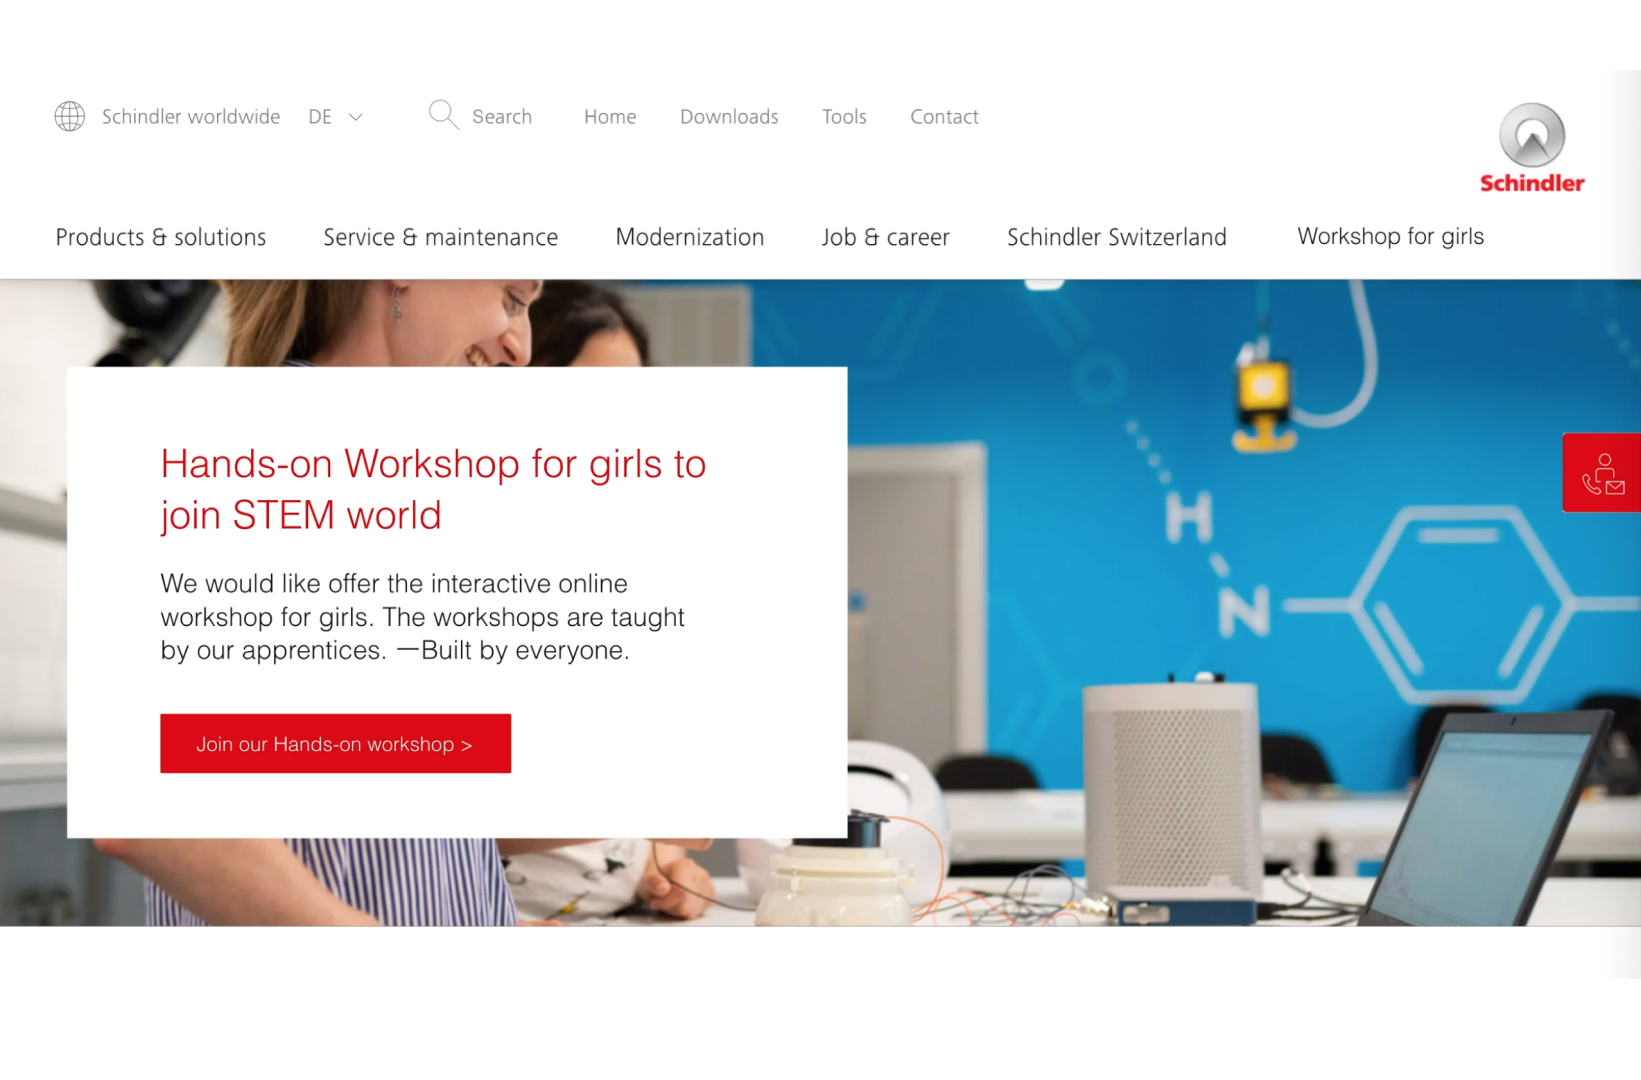 Schindler worldwide DE Search Home Downloads Tools Contact
Schindler
Products & solutions Service & maintenance Modernization Job & career Schindler Switzerland Workshop for girls
Hands-on Workshop for girls to
join STEM world
We would like offer the interactive online
workshop for girls. The workshops are taught
by our apprentices. —Built by everyone.
Join our Hands-on workshop >
H
N